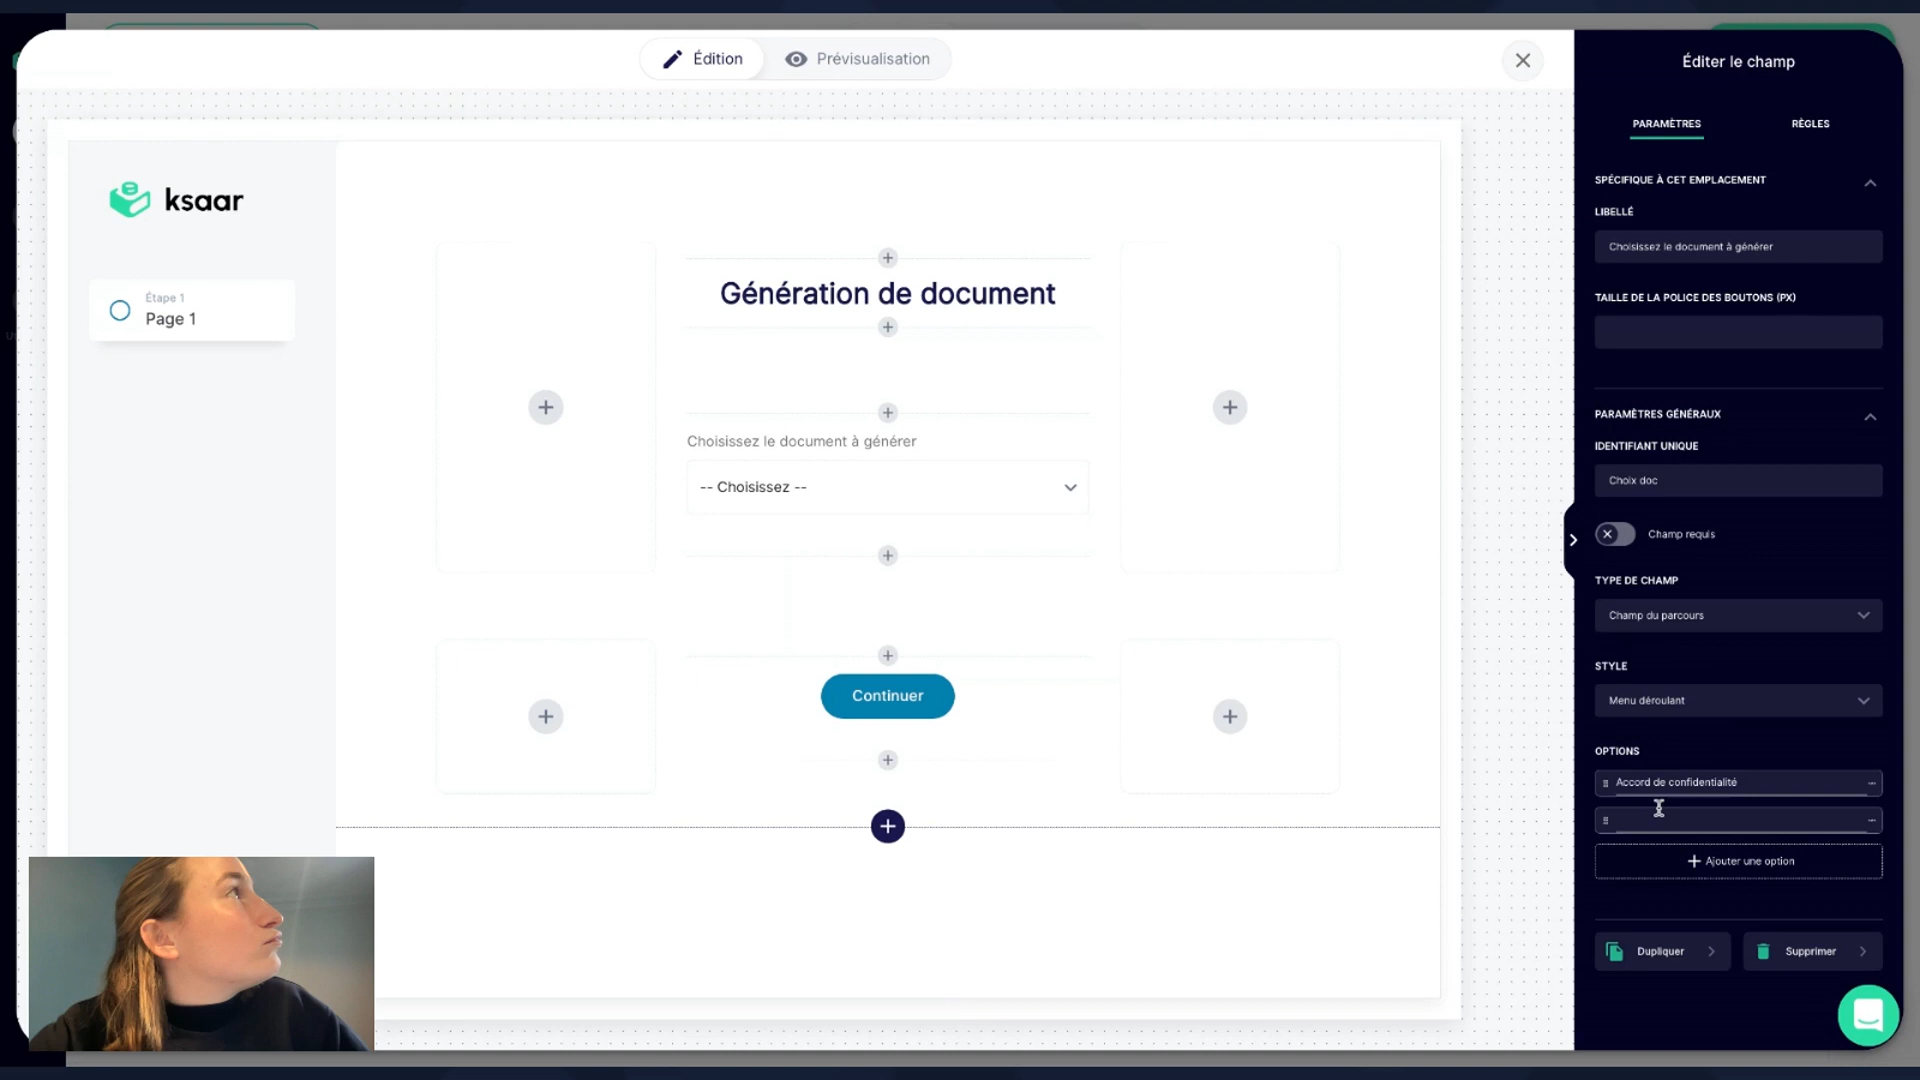 Édition
Prévisualisation
Éditer le champ
PARAMÈTRES
RÈGLES
ksaar
Étape 1
Page 1
Génération de document
Choisissez le document à générer
-- Choisissez --
Continuer
SPÉCIFIQUE À CET EMPLACEMENT
LIBELLÉ
Choisissez le document à générer
TAILLE DE LA POLICE DES BOUTONS (PX)
PARAMÈTRES GÉNÉRAUX
IDENTIFIANT UNIQUE
Choix doc
Champ requis
TYPE DE CHAMP
Champ du parcours
STYLE
Menu déroulant
OPTIONS
Accord de confidentialité
Ajouter une option
Dupliquer
Supprimer